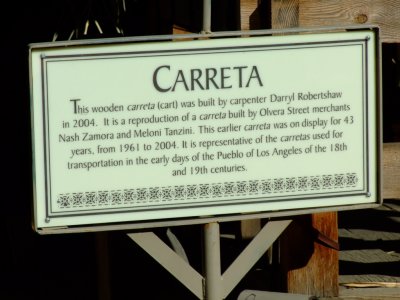 CARRETA
This wooden carreta (cart) was built by carpenter Darryl Robertshaw
in 2004. It is a reproduction of a carreta built by Olvera Street merchants
Nash Zamora and Meloni Tanzini. This earlier carreta was on display for 43
years, from 1961 to 2004. It is representative of the carretas used for
transportation in the early days of the Pueblo of Los Angeles of the 18th
and 19th centuries.